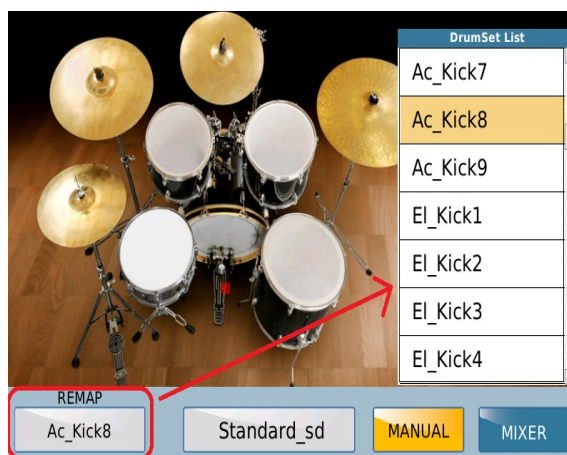 DrumSet List
Ac_Kick7
Ac_Kick8
Ac_Kick9
El_Kick1
El_Kick2
El_Kick3
El_Kick4
REMAP
Ac_Kick8
Standard_sd
MANUAL
MIXER